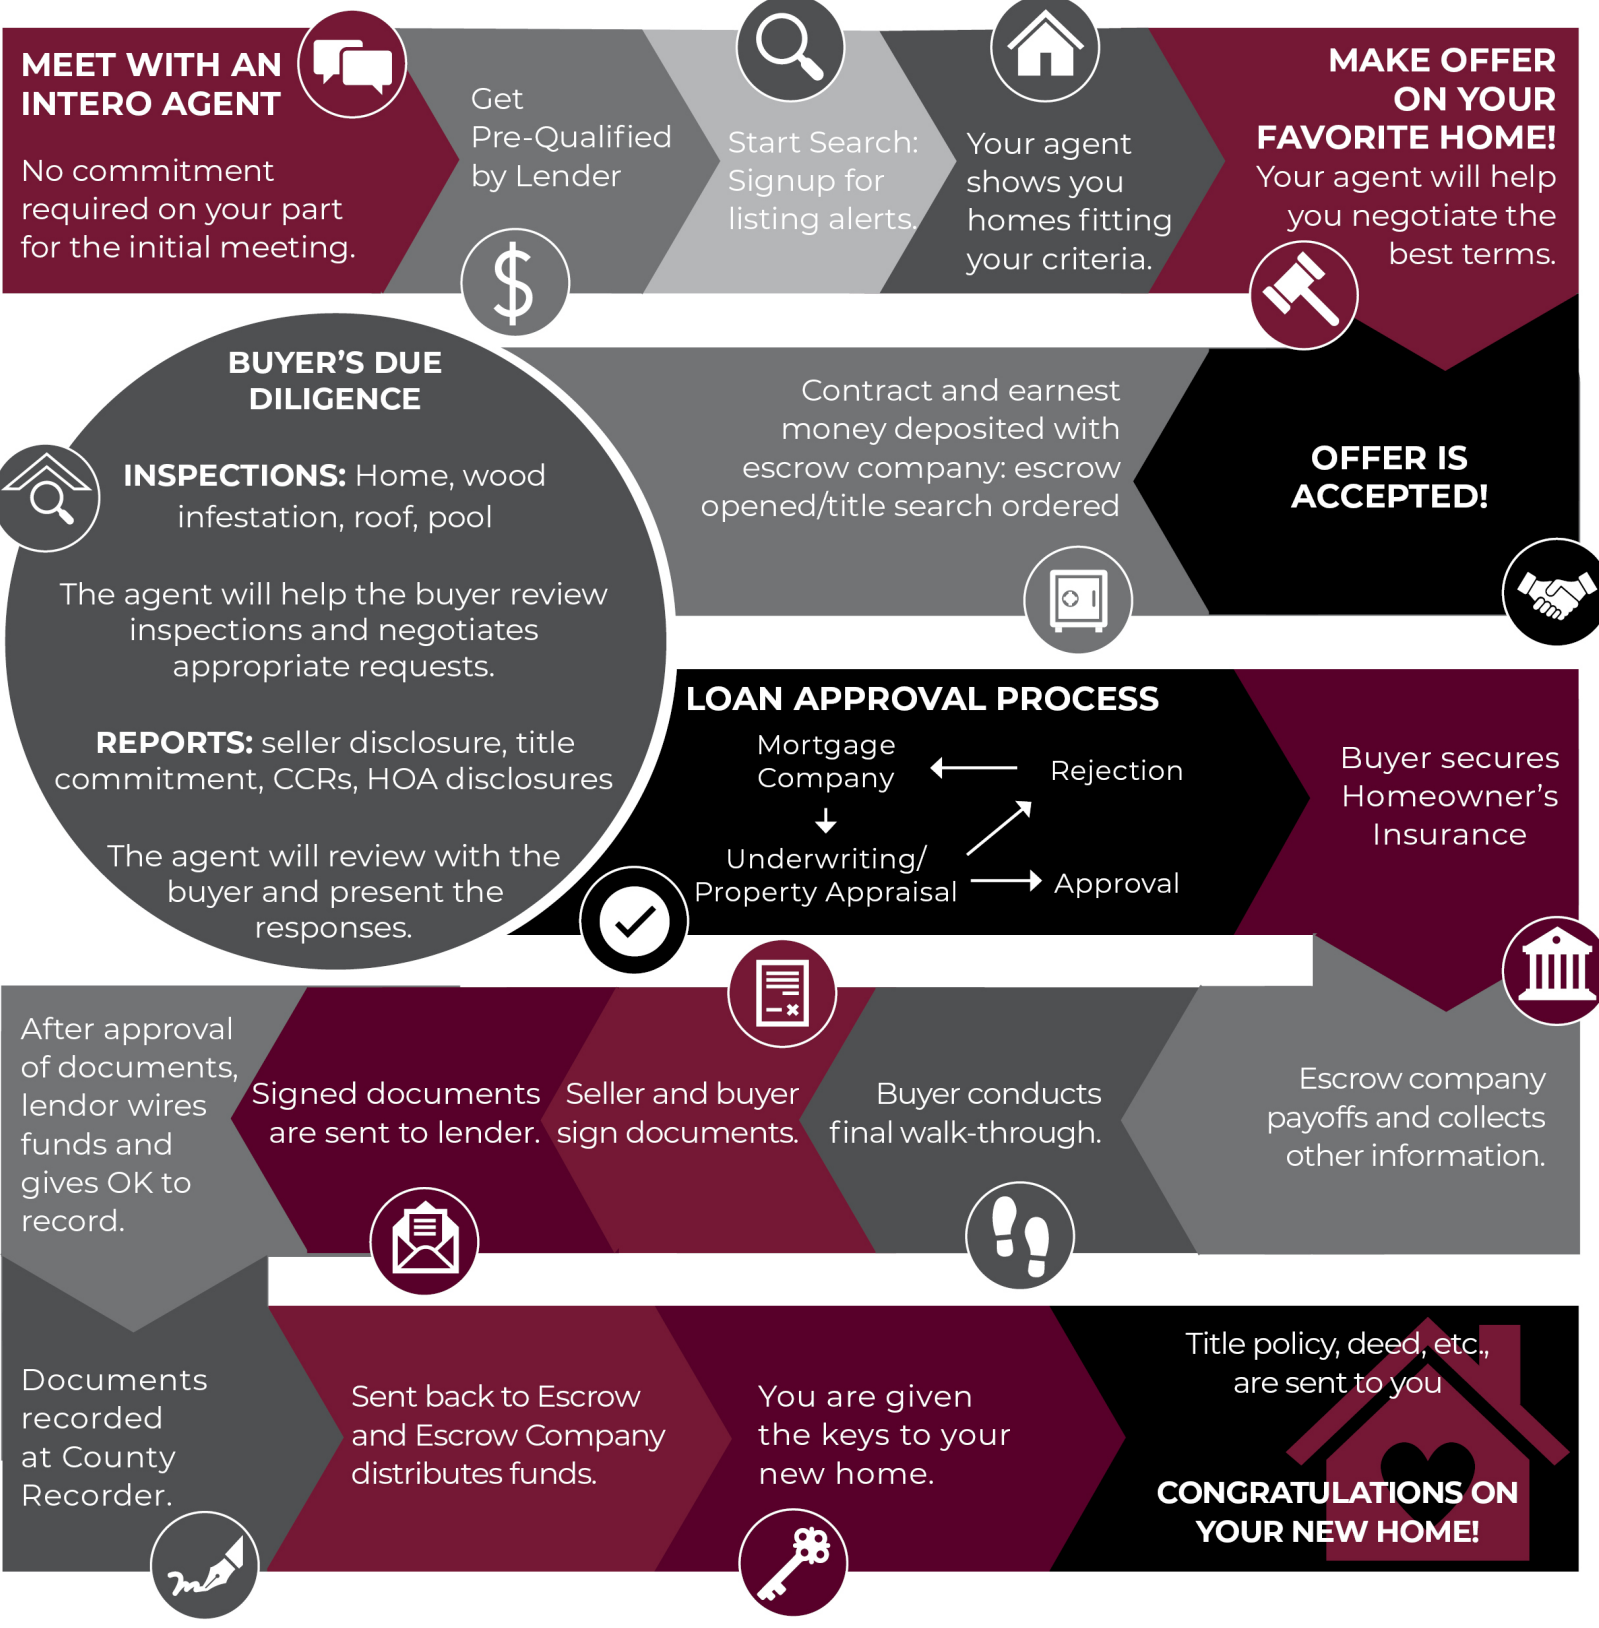 MEET WITH AN
INTERO AGENT
No commitment
required on your part
for the initial meeting.
Get
Pre-Qualified
by Lender
Start Search:
Signup for
listing alerts.
Your agent
shows you
homes fitting
your criteria.
MAKE OFFER
ON YOUR
FAVORITE HOME!
Your agent will help
you negotiate the
best terms.
OFFER IS
ACCEPTED!
Contract and earnest
money deposited with
escrow company: escrow
opened/title search ordered
BUYER'S DUE
DILIGENCE
INSPECTIONS: Home, wood
infestation, roof, pool
The agent will help the buyer review
inspections and negotiates
appropriate requests.
REPORTS: seller disclosure, title
commitment, CCRs, HOA disclosures
The agent will review with the
buyer and present the
responses.
LOAN APPROVAL PROCESS
Mortgage
Company
Rejection
Underwriting/
Property Appraisal
Approval
Buyer secures
Homeowner's
Insurance
Escrow company
payoffs and collects
other information.
Buyer conducts
final walk-through.
Seller and buyer
sign documents.
Signed documents
are sent to lender.
After approval
of documents,
lendor wires
funds and
gives OK to
record.
Documents
recorded
at County
Recorder.
Sent back to Escrow
and Escrow Company
distributes funds.
You are given
the keys to your
new home.
Title policy, deed, etc.,
are sent to you
CONGRATULATIONS ON
YOUR NEW HOME!